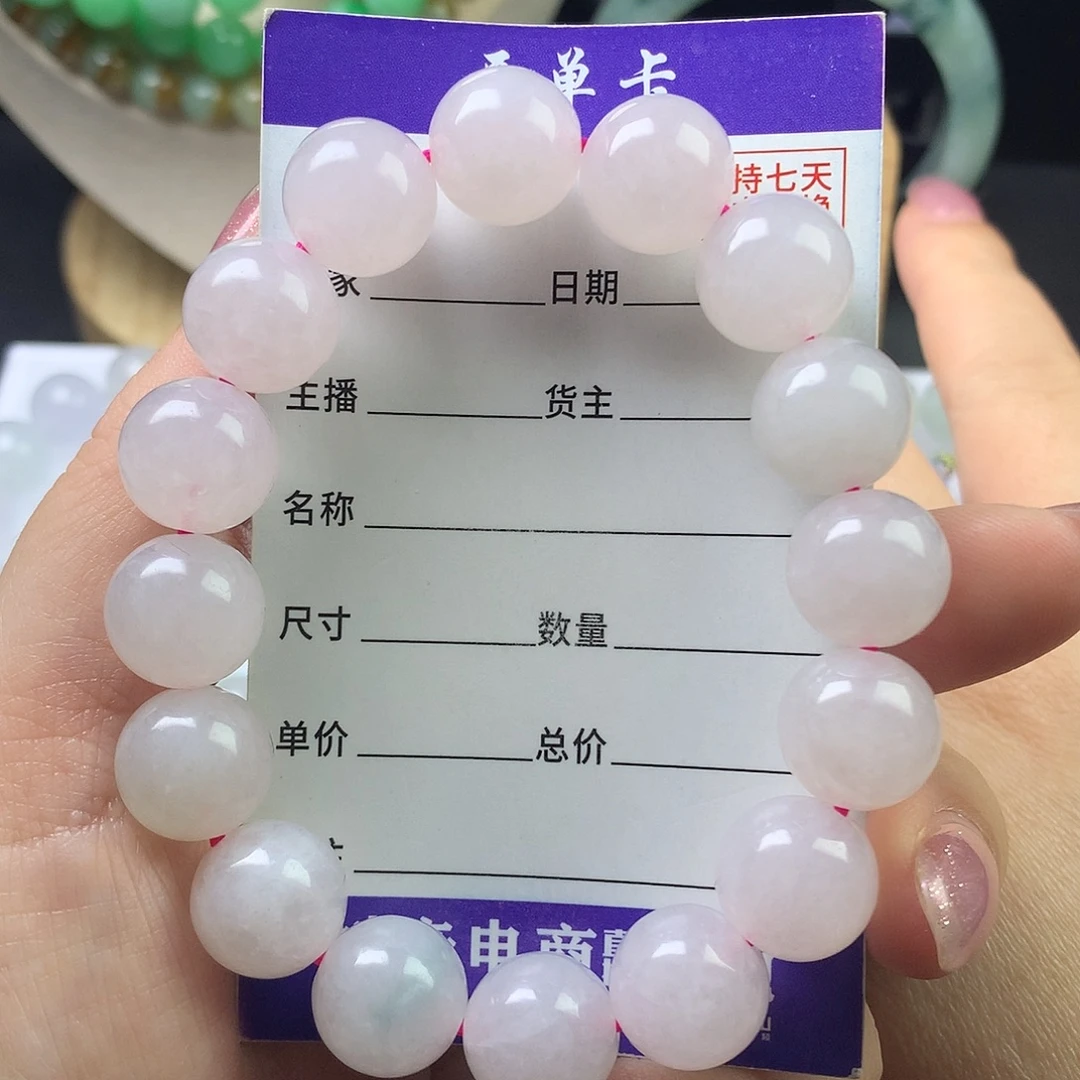 单卡
持七天
家 日期
主播 货主
名称
尺寸 数量
单价 总价
电商